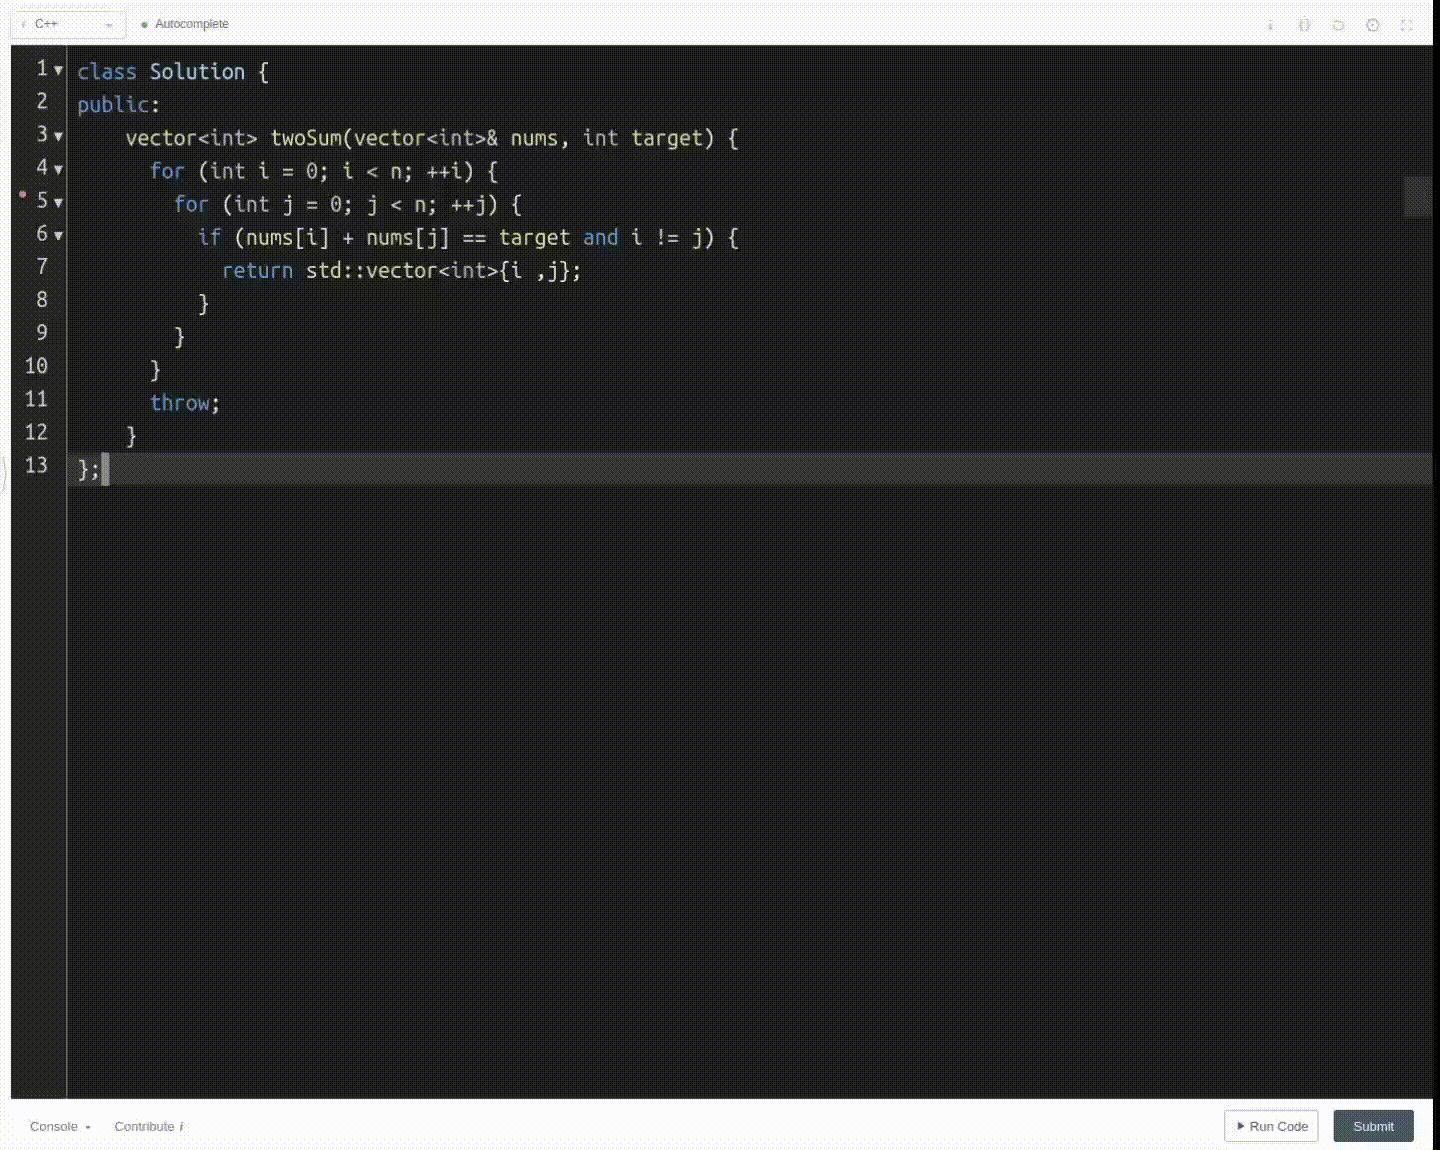 C++
Autocomplete
1 class Solution {
2 public:
3     vector<int> twoSum(vector<int>& nums, int target) {
4       for (int i = 0; i < n; ++i) {
5         for (int j = 0; j < n; ++j) {
6           if (nums[i] + nums[j] == target and i != j) {
7             return std::vector<int>{i ,j};
8           }
9         }
10       }
11       throw;
12     }
13 };
Console
Contribute i
Run Code
Submit